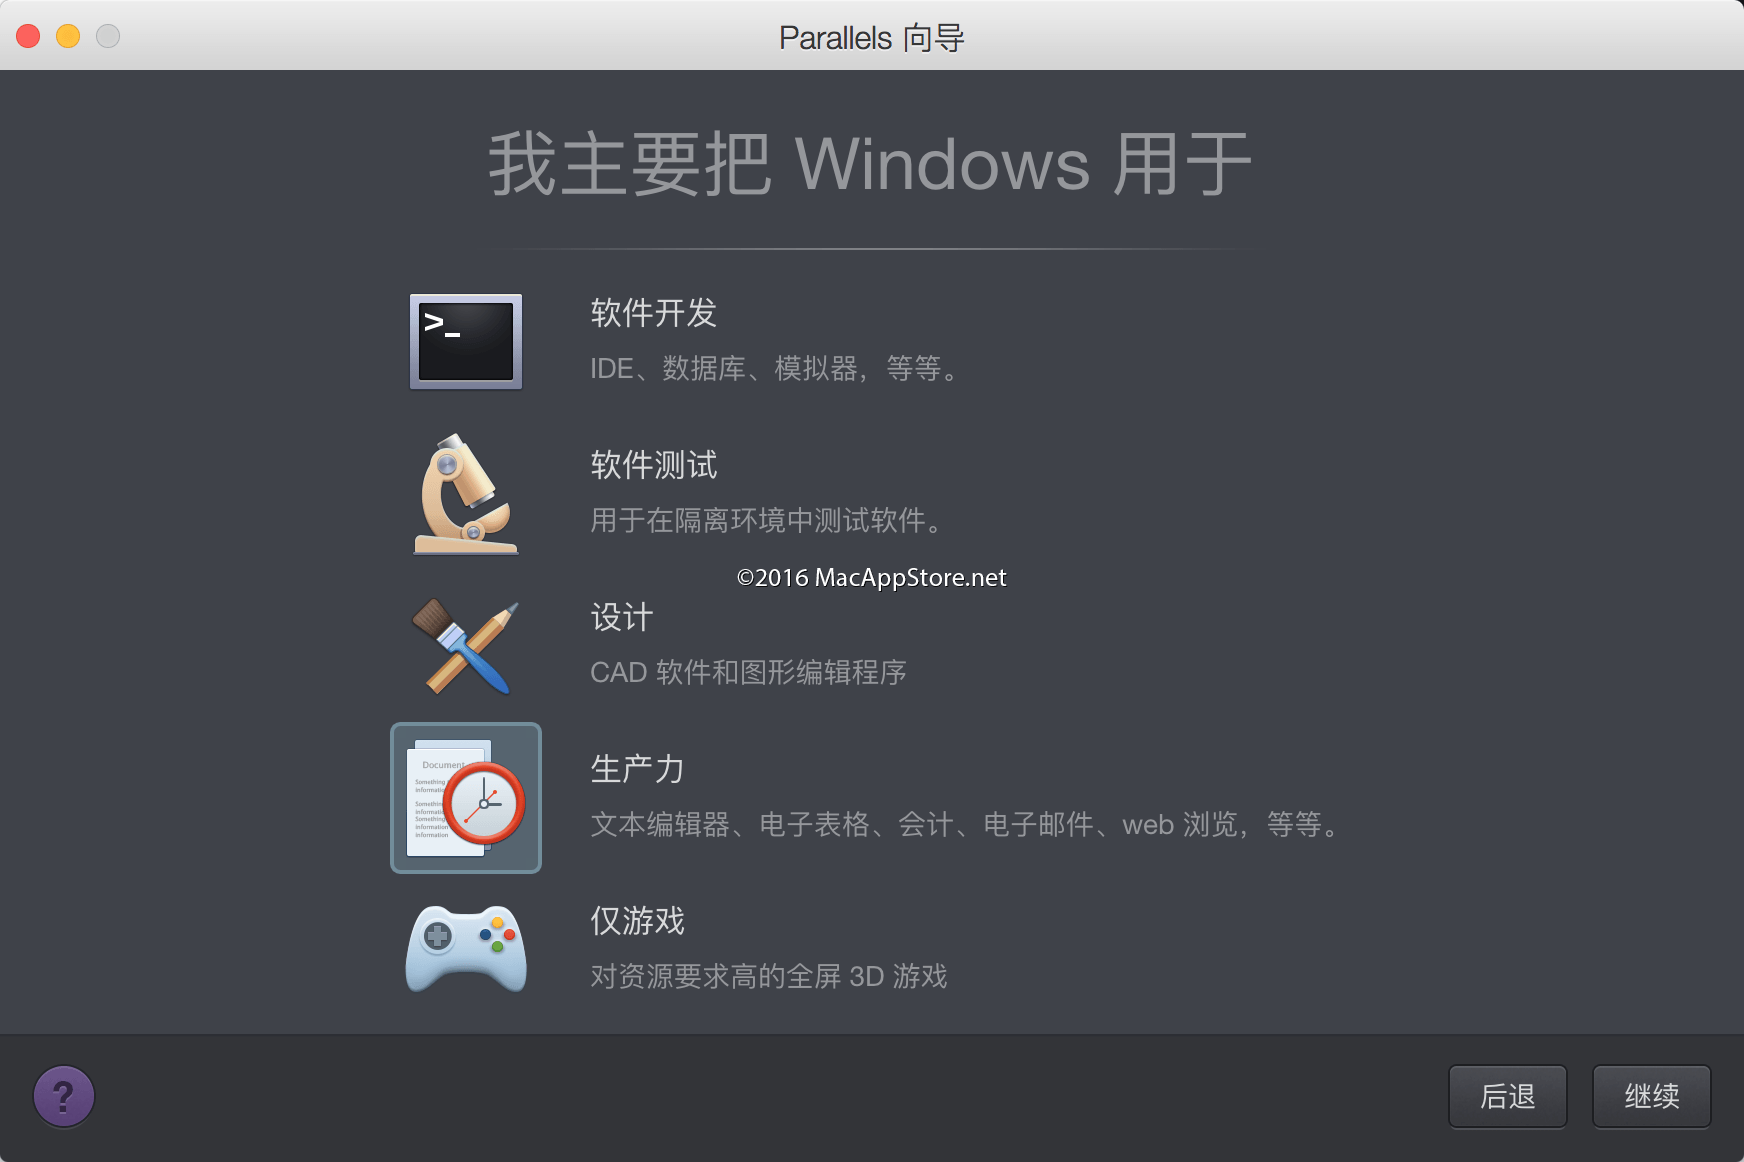 Parallels 向导
我主要把 Windows 用于
>_
软件开发
IDE、数据库、模拟器，等等。
软件测试
用于在隔离环境中测试软件。
©2016 MacAppStore.net
设计
CAD 软件和图形编辑程序
Document
Something
Information
Something
Information
Something
Information
Information
生产力
文本编辑器、电子表格、会计、电子邮件、web 浏览，等等。
仅游戏
对资源要求高的全屏 3D 游戏
?
后退
继续